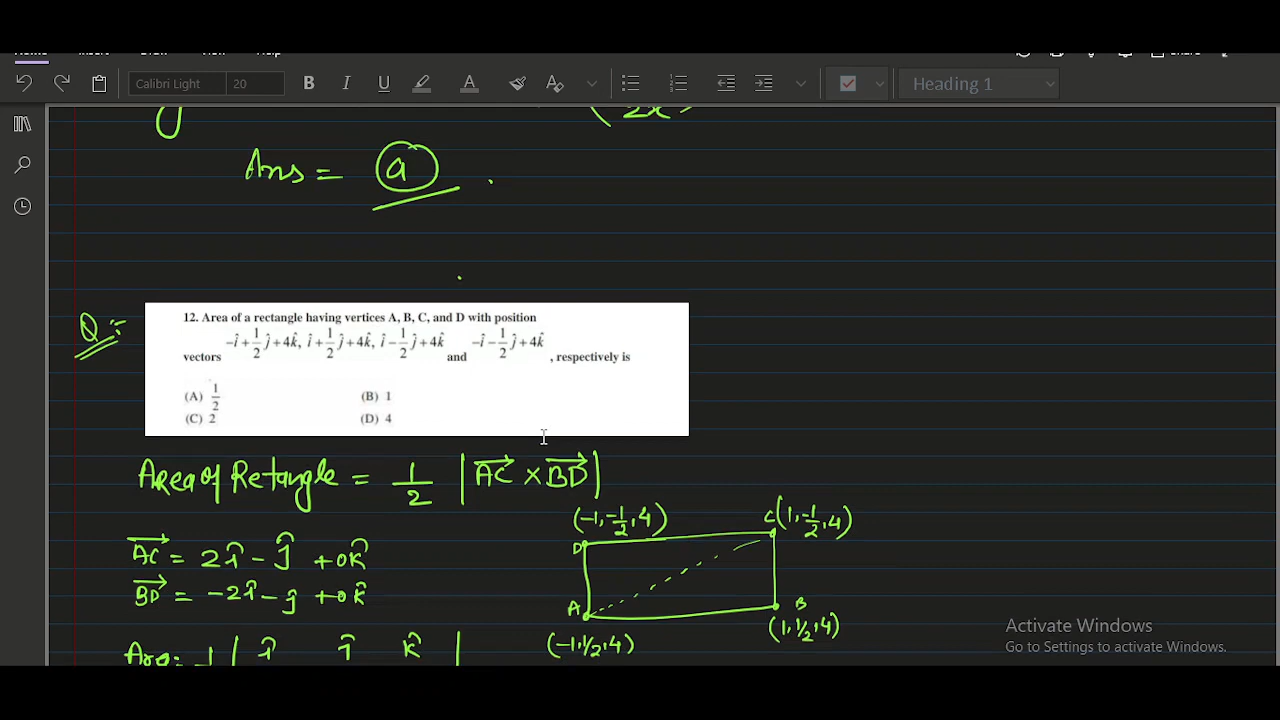 Calibri Light 20 B I U A A Heading 1
Ans = a .
Q :-
12. Area of a rectangle having vertices A, B, C, and D with position
vectors -î+1/2 ĵ+4k̂, î+1/2 ĵ+4k̂, î-1/2 ĵ+4k̂ and -î-1/2 ĵ+4k̂, respectively is
(A) 1/2 (B) 1
(C) 2 (D) 4
Area of Retangle = 1/2 |AC × BD|
(-1,-1/2,4) C(1,-1/2,4)
D
AC = 2î - ĵ + 0k̂
BD = -2î - ĵ + 0k̂
A B
(-1,1/2,4) (1,1/2,4)
Activate Windows
Go to Settings to activate Windows.